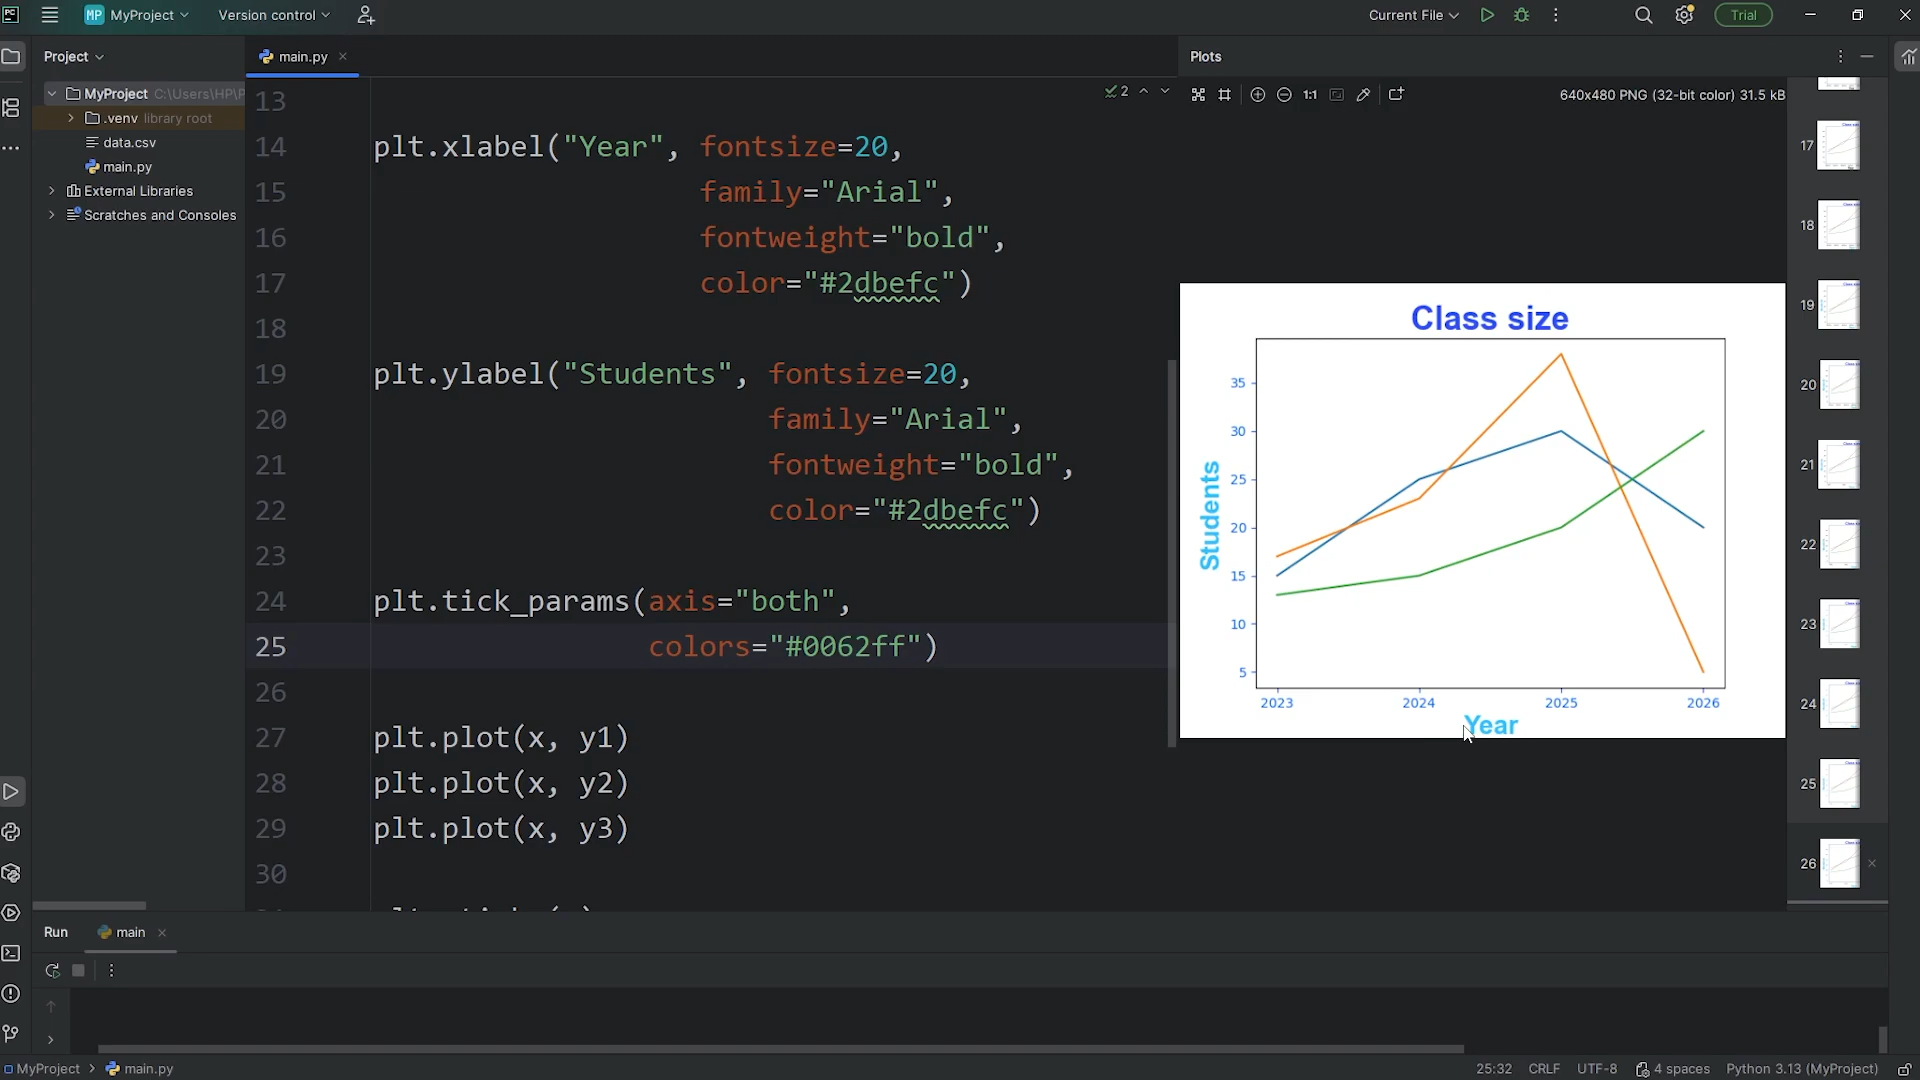 PC
MP MyProject
Version control
Current File
Trial
Project
main.py
Plots
MyProject C:\Users\HP\P
.venv library root
data.csv
main.py
External Libraries
Scratches and Consoles
2
1:1
640x480 PNG (32-bit color) 31.5 kB
13
14 plt.xlabel("Year", fontsize=20,
15 family="Arial",
16 fontweight="bold",
17 color="#2dbefc")
18
19 plt.ylabel("Students", fontsize=20,
20 family="Arial",
21 fontweight="bold",
22 color="#2dbefc")
23
24 plt.tick_params(axis="both",
25 colors="#0062ff")
26
27 plt.plot(x, y1)
28 plt.plot(x, y2)
29 plt.plot(x, y3)
30
Class size
Students
35
30
25
20
15
10
5
2023 2024 2025 2026
Year
17
18
19
20
21
22
23
24
25
26
Run
main
MyProject > main.py
25:32 CRLF UTF-8 4 spaces Python 3.13 (MyProject)